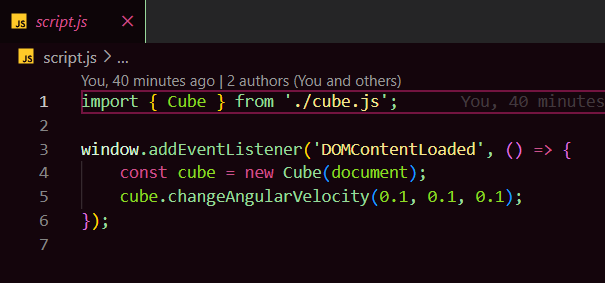 JS script.js ×
JS script.js > ...
You, 40 minutes ago | 2 authors (You and others)
1 import { Cube } from './cube.js'; You, 40 minutes
2
3 window.addEventListener('DOMContentLoaded', () => {
4 const cube = new Cube(document);
5 cube.changeAngularVelocity(0.1, 0.1, 0.1);
6 });
7